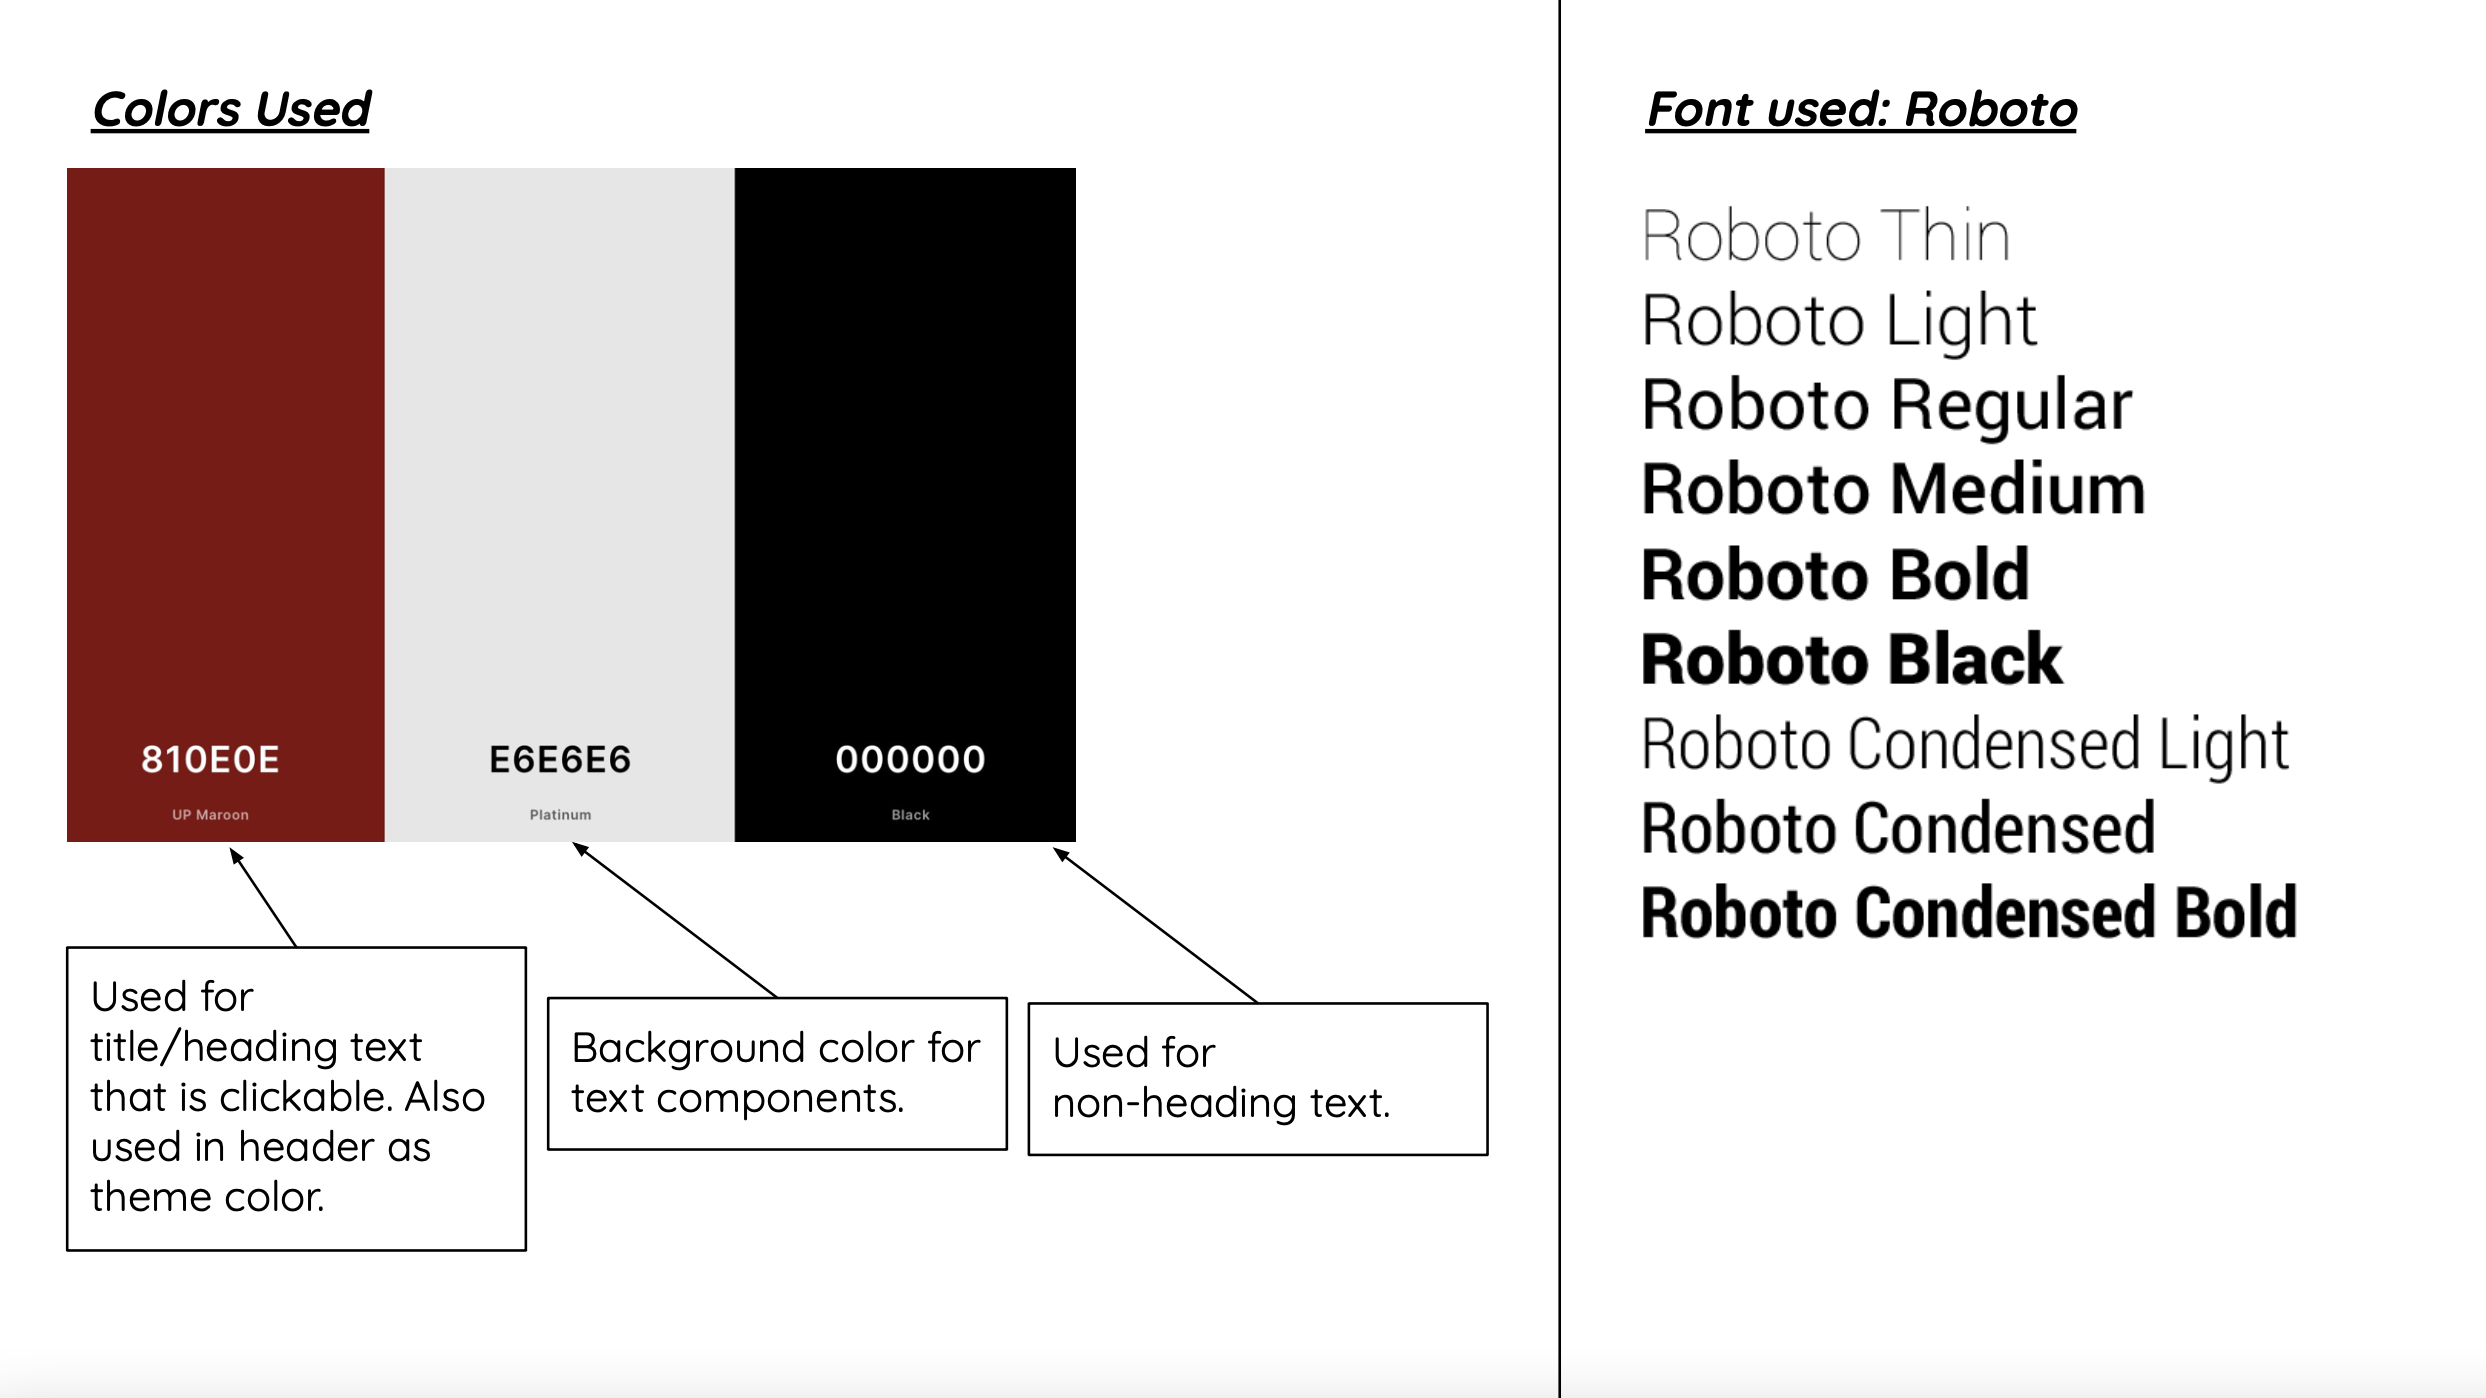 Colors Used
810E0E
UP Maroon
E6E6E6
Platinum
000000
Black
Used for
title/heading text
that is clickable. Also
used in header as
theme color.
Background color for
text components.
Used for
non-heading text.
Font used: Roboto
Roboto Thin
Roboto Light
Roboto Regular
Roboto Medium
Roboto Bold
Roboto Black
Roboto Condensed Light
Roboto Condensed
Roboto Condensed Bold